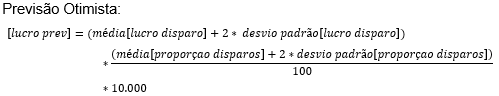 Previsão Otimista:
[lucro prev] = (média[lucro disparo] + 2 * desvio padrão[lucro disparo])
* (média[proporçao disparos] + 2 * desvio padrão[proporçao disparos])
100
* 10.000